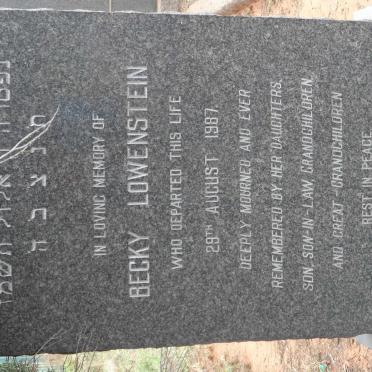 ת נ צ ב ה
IN LOVING MEMORY OF
BECKY LOWENSTEIN
WHO DEPARTED THIS LIFE
29TH AUGUST 1987
DEEPLY MOURNED AND EVER
REMEMBERED BY HER DAUGHTERS,
SON, SON-IN-LAW, GRANDCHILDREN,
AND GREAT GRANDCHILDREN
REST IN PEACE